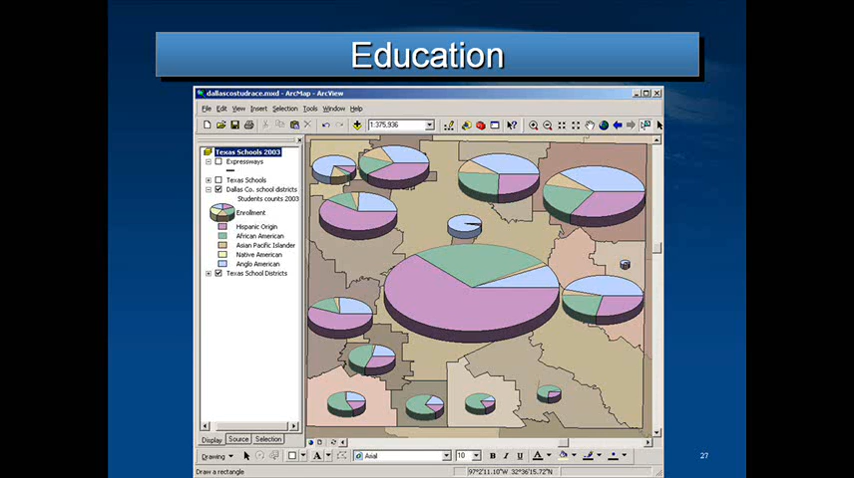 Education
dallascostudrace.mxd - ArcMap - ArcView
File Edit View Insert Selection Tools Window Help
1:375,936
Texas Schools 2003
Expressways
Texas Schools
Dallas Co. school districts
Students counts 2003
Enrollment
Hispanic Origin
African American
Asian Pacific Islander
Native American
Anglo American
Texas School Districts
Display Source Selection
Drawing A Arial 10 B I U A
Draw a rectangle 97°2'11.10"W 32°36'15.72"N
27